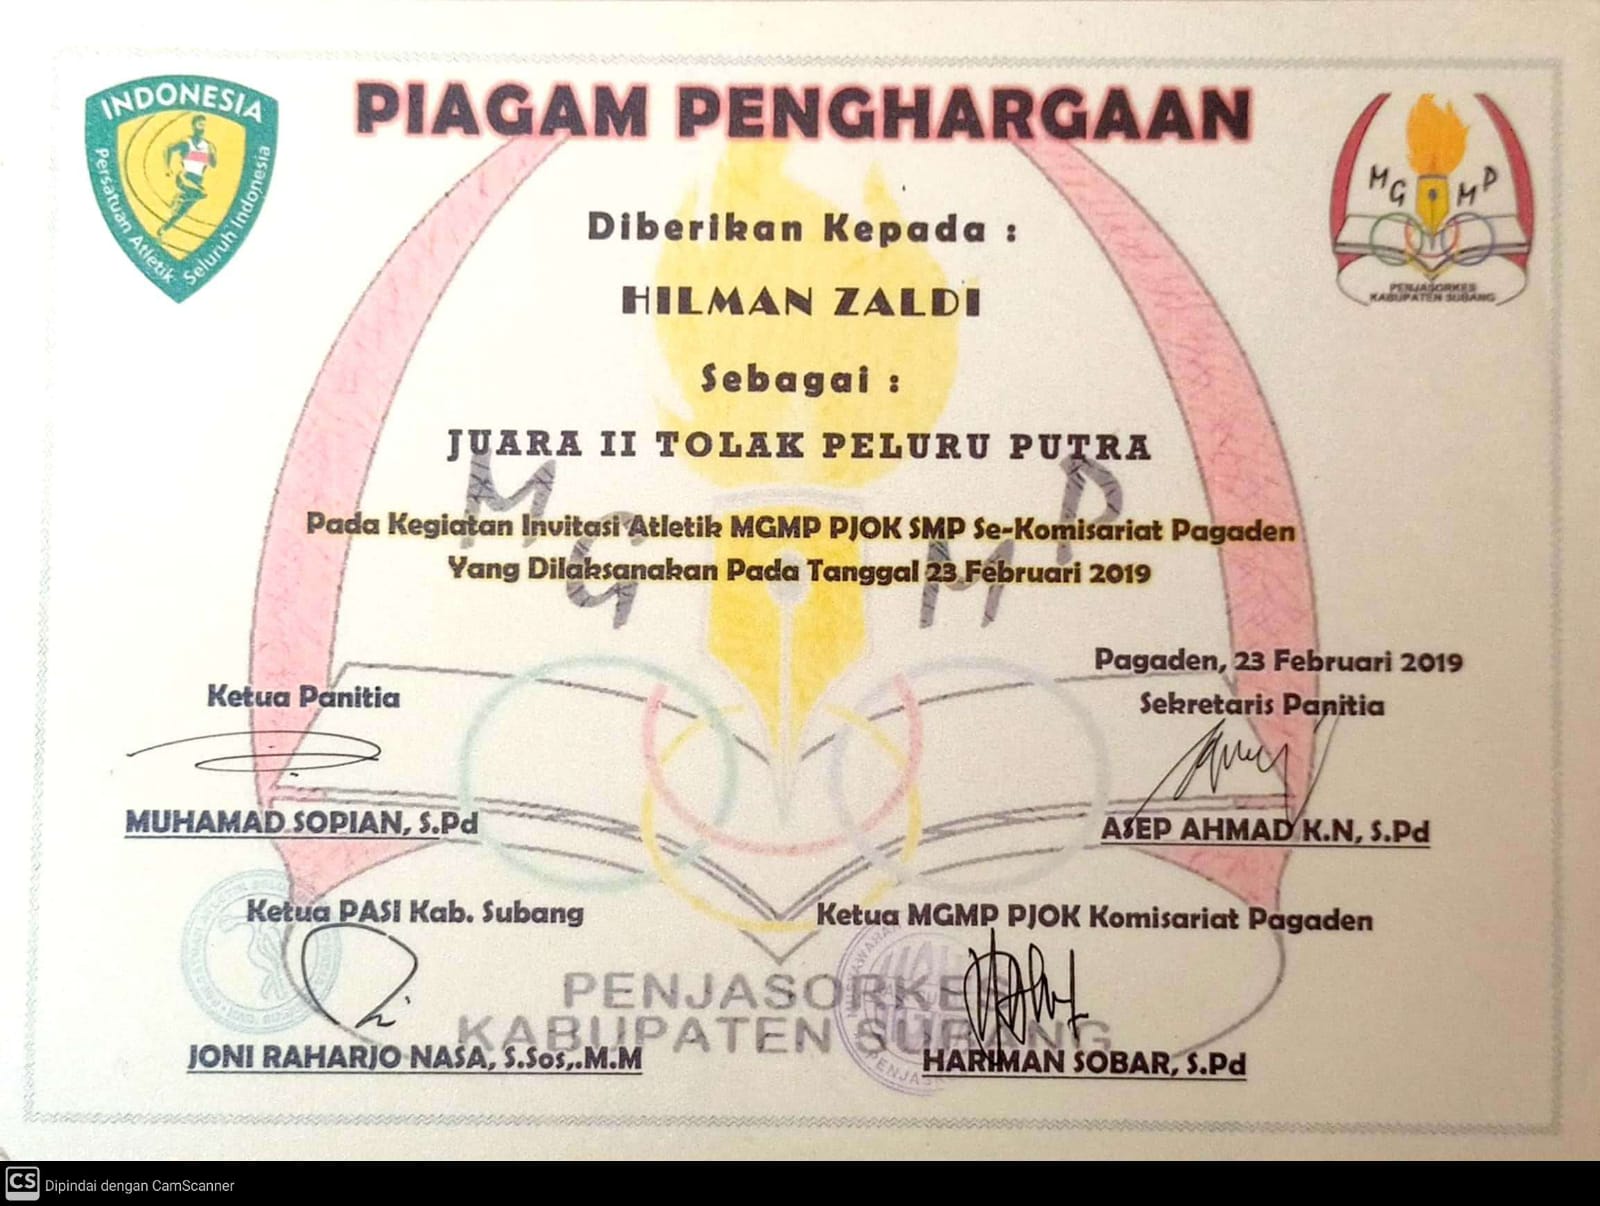 PIAGAM PENGHARGAAN
INDONESIA
Persatuan Atletik Seluruh Indonesia
M G M P
PENJASORKES
KABUPATEN SUBANG
Diberikan Kepada :
HILMAN ZALDI
Sebagai :
JUARA II TOLAK PELURU PUTRA
M G M P
Pada Kegiatan Invitasi Atletik MGMP PJOK SMP Se-Komisariat Pagaden
Yang Dilaksanakan Pada Tanggal 23 Februari 2019
Pagaden, 23 Februari 2019
Ketua Panitia
Sekretaris Panitia
MUHAMAD SOPIAN, S.Pd
ASEP AHMAD K.N, S.Pd
Ketua PASI Kab. Subang
Ketua MGMP PJOK Komisariat Pagaden
PENJASORKES
KABUPATEN SUBANG
JONI RAHARJO NASA, S.Sos,.M.M
HARIMAN SOBAR, S.Pd
CS Dipindai dengan CamScanner